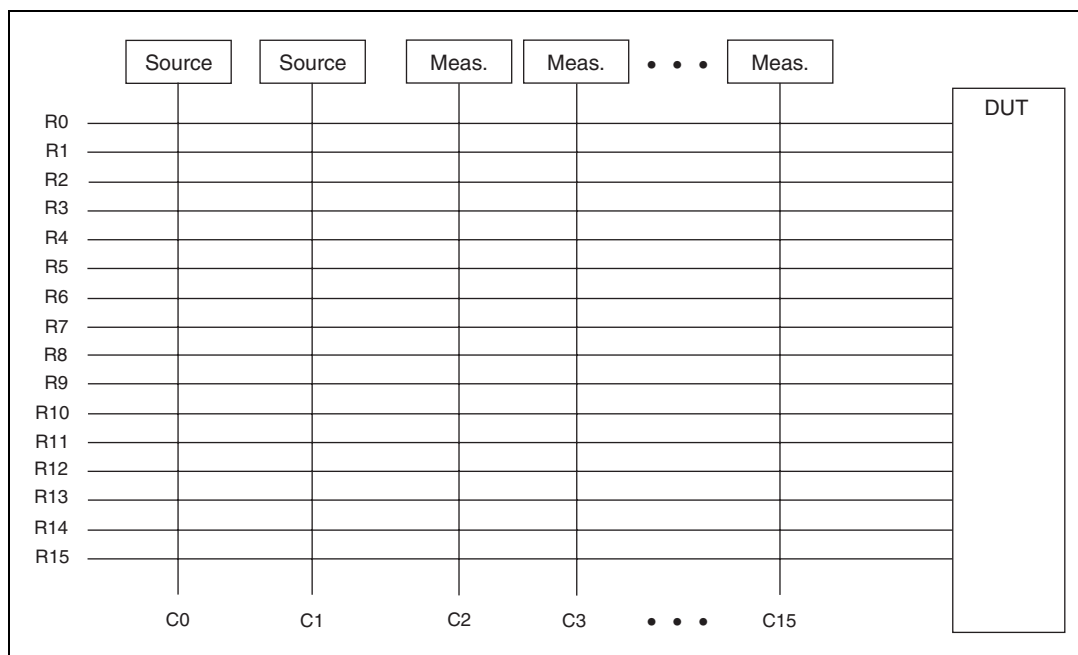 Source Source Meas. Meas. • • • Meas.
DUT
R0
R1
R2
R3
R4
R5
R6
R7
R8
R9
R10
R11
R12
R13
R14
R15
C0 C1 C2 C3 • • • C15